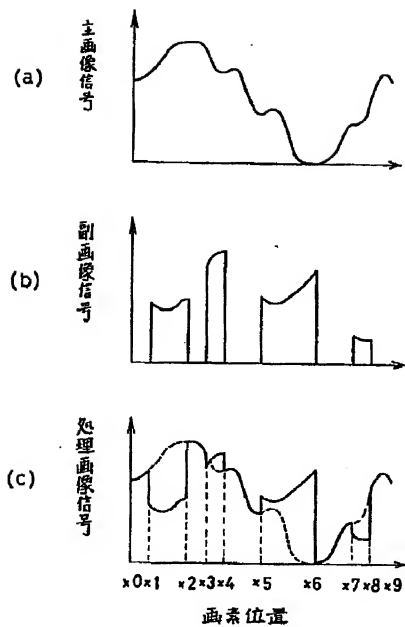 (a)
主画像信号
(b)
副画像信号
(c)
処理画像信号
x0 x1 x2 x3 x4 x5 x6 x7 x8 x9
画素位置